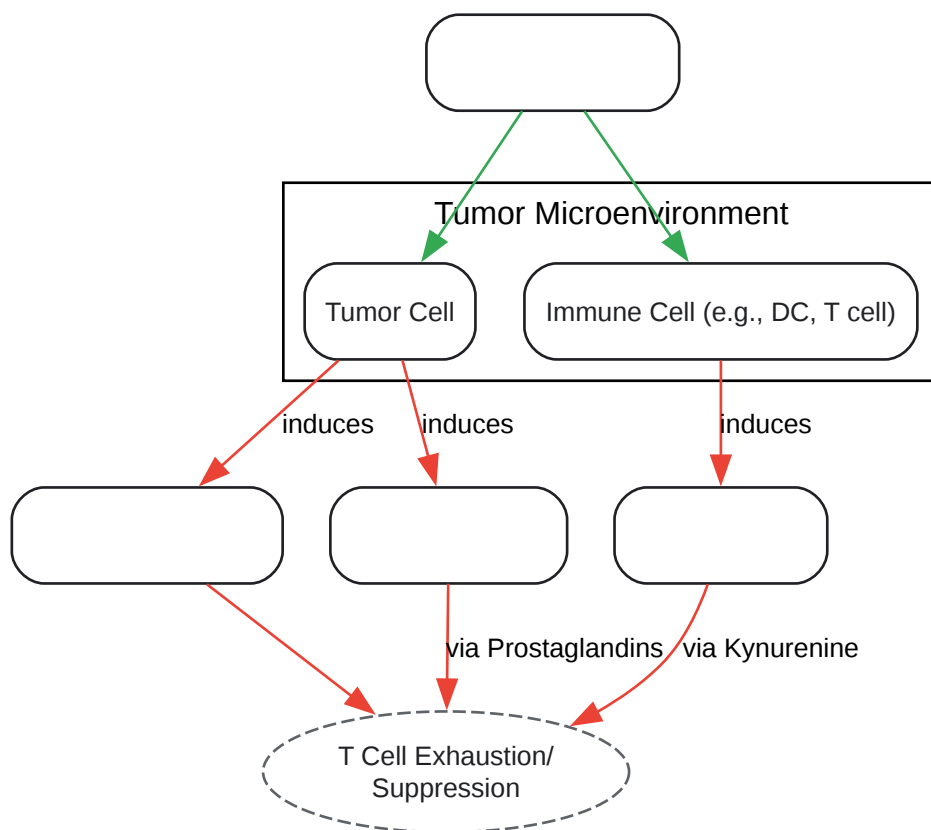 Tumor Microenvironment
Tumor Cell
Immune Cell (e.g., DC, T cell)
induces
induces
induces
via Prostaglandins
via Kynurenine
T Cell Exhaustion/
Suppression